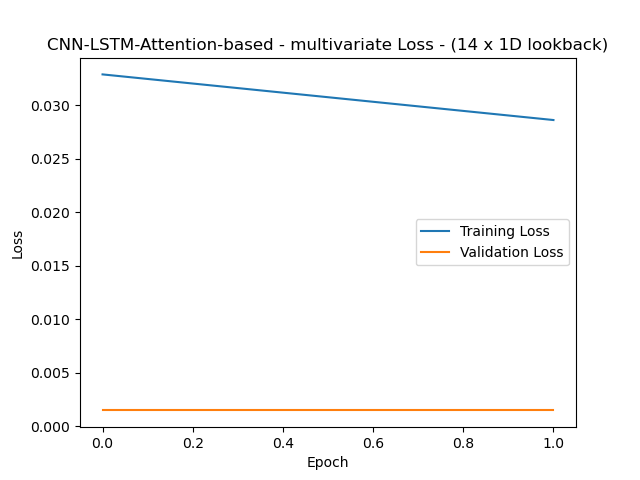 CNN-LSTM-Attention-based - multivariate Loss - (14 x 1D lookback)
0.030
0.025
0.020
0.015
0.010
0.005
0.000
Loss
Training Loss
Validation Loss
0.0 0.2 0.4 0.6 0.8 1.0
Epoch